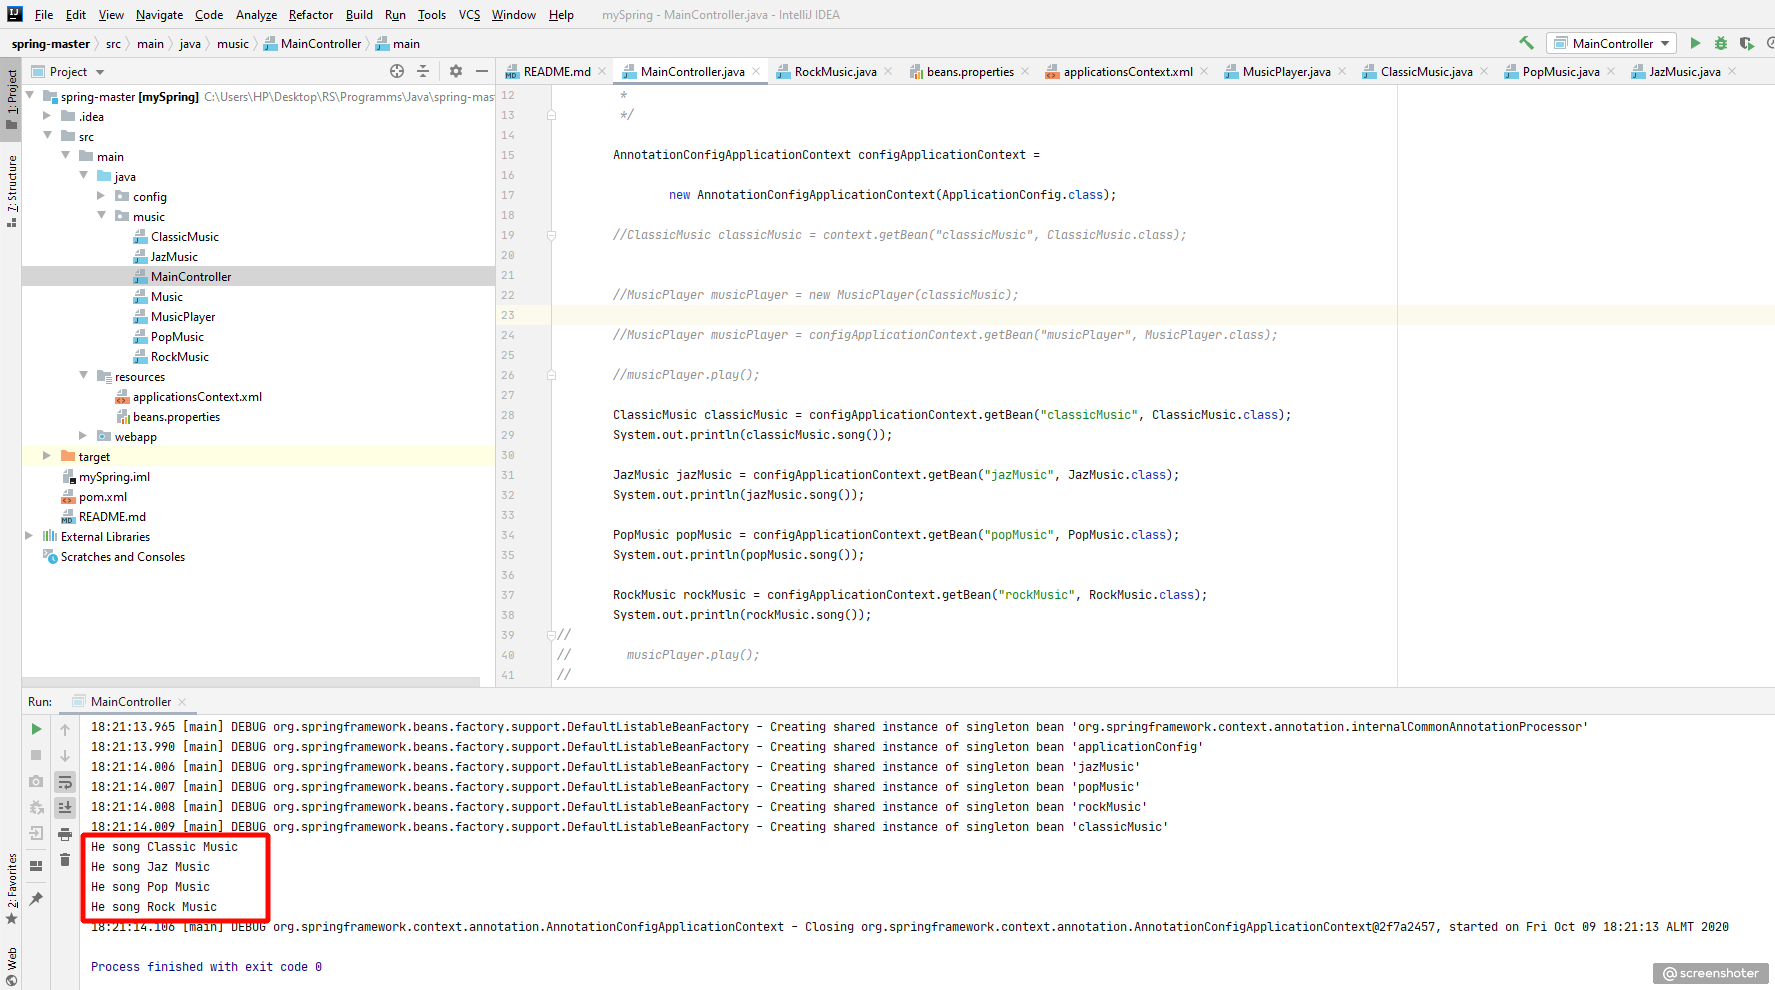 File Edit View Navigate Code Analyze Refactor Build Run Tools VCS Window Help mySpring - MainController.java - IntelliJ IDEA
spring-master src main java music MainController main MainController
1: Project
7: Structure
2: Favorites
Web
Project
README.md MainController.java RockMusic.java beans.properties applicationsContext.xml MusicPlayer.java ClassicMusic.java PopMusic.java JazMusic.java
spring-master [mySpring] C:\Users\HP\Desktop\RS\Programms\Java\spring-mas
.idea
src
main
java
config
music
ClassicMusic
JazMusic
MainController
Music
MusicPlayer
PopMusic
RockMusic
resources
applicationsContext.xml
beans.properties
webapp
target
mySpring.iml
pom.xml
README.md
External Libraries
Scratches and Consoles
12 *
13 */
14
15 AnnotationConfigApplicationContext configApplicationContext =
16
17 new AnnotationConfigApplicationContext(ApplicationConfig.class);
18
19 //ClassicMusic classicMusic = context.getBean("classicMusic", ClassicMusic.class);
20
21
22 //MusicPlayer musicPlayer = new MusicPlayer(classicMusic);
23
24 //MusicPlayer musicPlayer = configApplicationContext.getBean("musicPlayer", MusicPlayer.class);
25
26 //musicPlayer.play();
27
28 ClassicMusic classicMusic = configApplicationContext.getBean("classicMusic", ClassicMusic.class);
29 System.out.println(classicMusic.song());
30
31 JazMusic jazMusic = configApplicationContext.getBean("jazMusic", JazMusic.class);
32 System.out.println(jazMusic.song());
33
34 PopMusic popMusic = configApplicationContext.getBean("popMusic", PopMusic.class);
35 System.out.println(popMusic.song());
36
37 RockMusic rockMusic = configApplicationContext.getBean("rockMusic", RockMusic.class);
38 System.out.println(rockMusic.song());
39 //
40 // musicPlayer.play();
41 //
Run: MainController
18:21:13.965 [main] DEBUG org.springframework.beans.factory.support.DefaultListableBeanFactory - Creating shared instance of singleton bean 'org.springframework.context.annotation.internalCommonAnnotationProcessor'
18:21:13.990 [main] DEBUG org.springframework.beans.factory.support.DefaultListableBeanFactory - Creating shared instance of singleton bean 'applicationConfig'
18:21:14.006 [main] DEBUG org.springframework.beans.factory.support.DefaultListableBeanFactory - Creating shared instance of singleton bean 'jazMusic'
18:21:14.007 [main] DEBUG org.springframework.beans.factory.support.DefaultListableBeanFactory - Creating shared instance of singleton bean 'popMusic'
18:21:14.008 [main] DEBUG org.springframework.beans.factory.support.DefaultListableBeanFactory - Creating shared instance of singleton bean 'rockMusic'
18:21:14.009 [main] DEBUG org.springframework.beans.factory.support.DefaultListableBeanFactory - Creating shared instance of singleton bean 'classicMusic'
He song Classic Music
He song Jaz Music
He song Pop Music
He song Rock Music
18:21:14.106 [main] DEBUG org.springframework.context.annotation.AnnotationConfigApplicationContext - Closing org.springframework.context.annotation.AnnotationConfigApplicationContext@2f7a2457, started on Fri Oct 09 18:21:13 ALMT 2020
Process finished with exit code 0
@screenshoter